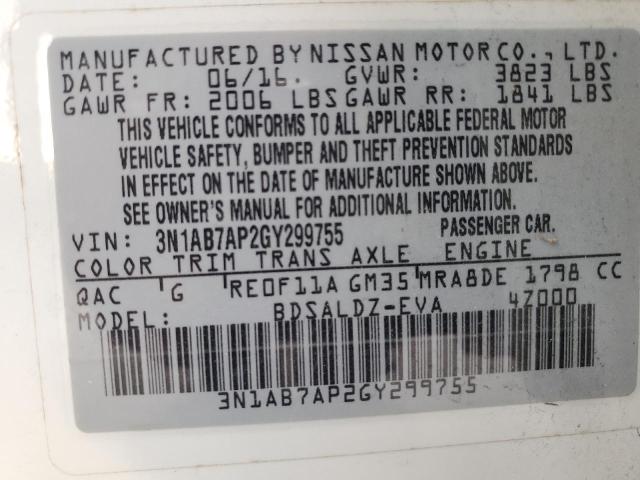 MANUFACTURED BY NISSAN MOTOR CO., LTD.
DATE: 06/16. GVWR: 3823 LBS
GAWR FR: 2006 LBS GAWR RR: 1841 LBS
THIS VEHICLE CONFORMS TO ALL APPLICABLE FEDERAL MOTOR
VEHICLE SAFETY, BUMPER AND THEFT PREVENTION STANDARDS
IN EFFECT ON THE DATE OF MANUFACTURE SHOWN ABOVE.
SEE OWNER'S MANUAL FOR ADDITIONAL INFORMATION.
VIN: 3N1AB7AP2GY299755 PASSENGER CAR.
COLOR TRIM TRANS AXLE ENGINE
QAC G RE0F11A GM35 MRA8DE 1798 CC
MODEL: BDSALDZ-EVA 4Z000
3N1AB7AP2GY299755